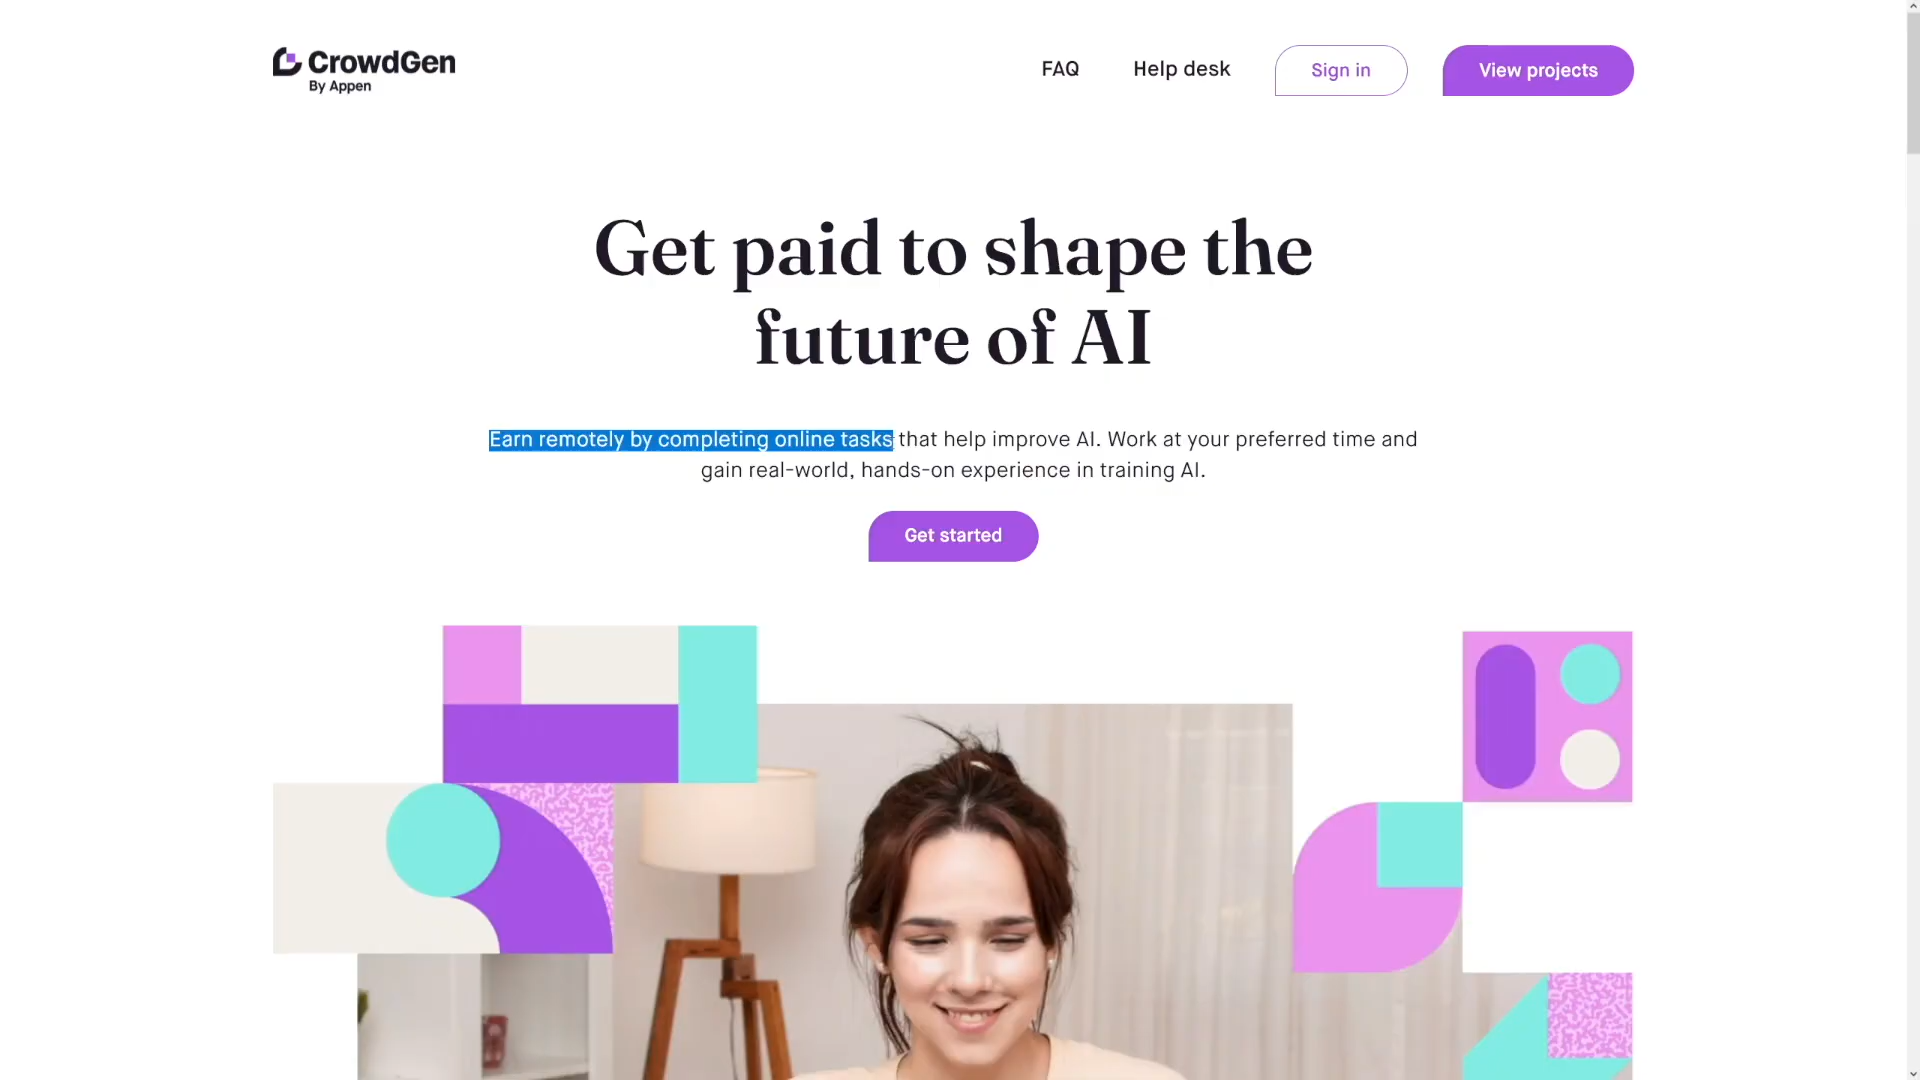 CrowdGen
By Appen
FAQ
Help desk
Sign in
View projects
Get paid to shape the
future of AI
Earn remotely by completing online tasks that help improve AI. Work at your preferred time and
gain real-world, hands-on experience in training AI.
Get started